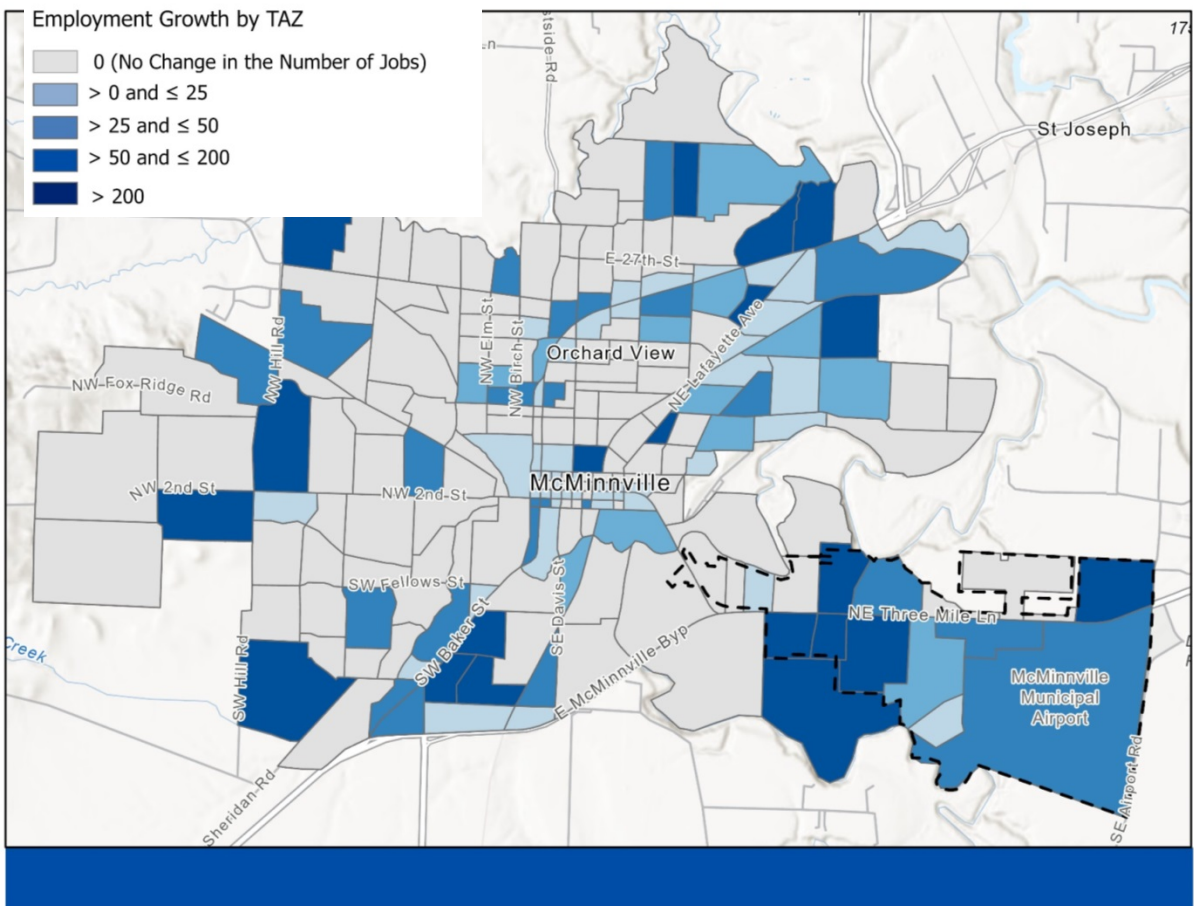 Employment Growth by TAZ
0 (No Change in the Number of Jobs)
> 0 and ≤ 25
> 25 and ≤ 50
> 50 and ≤ 200
> 200
St Joseph
E 27th St
NW Elm St
NW Birch St
Orchard View
NE Lafayette Ave
NW Hill Rd
NW Fox Ridge Rd
NW 2nd St
NW 2nd St
McMinnville
SW Fellows St
SW Baker St
SE Davis St
E McMinnville Byp
NE Three Mile Ln
McMinnville
Municipal
Airport
Creek
SW Hill Rd
Sheridan Rd
SE Airport Rd